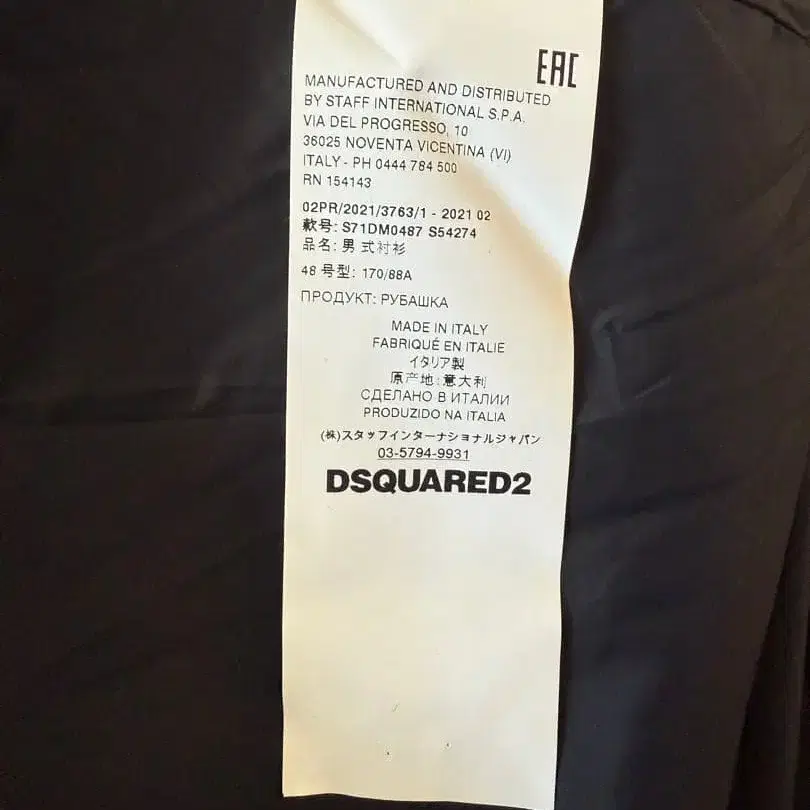 EAC
MANUFACTURED AND DISTRIBUTED
BY STAFF INTERNATIONAL S.P.A.
VIA DEL PROGRESSO, 10
36025 NOVENTA VICENTINA (VI)
ITALY - PH 0444 784 500
RN 154143
02PR/2021/3763/1 - 2021 02
款号: S71DM0487 S54274
品名: 男式衬衫
48 号型: 170/88A
ПРОДУКТ: РУБАШКА
MADE IN ITALY
FABRIQUÉ EN ITALIE
イタリア製
原产地:意大利
СДЕЛАНО В ИТАЛИИ
PRODUZIDO NA ITALIA
(株)スタッフインターナショナルジャパン
03-5794-9931
DSQUARED2